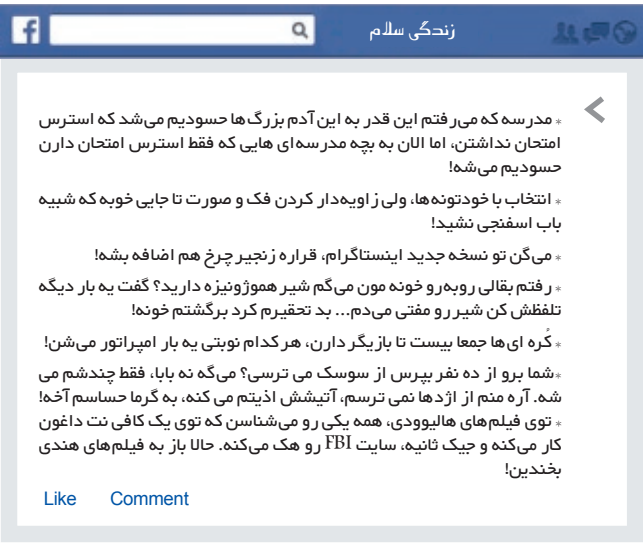 زندگی سلام
* مدرسه که می‌رفتم این قدر به این آدم بزرگ‌ها حسودیم می‌شد که استرس
امتحان نداشتن، اما الان به بچه مدرسه‌ای هایی که فقط استرس امتحان دارن
حسودیم می‌شه!
* انتخاب با خودتونه‌ها، ولی زاویه‌دار کردن فک و صورت تا جایی خوبه که شبیه
باب اسفنجی نشید!
* می‌گن تو نسخه جدید اینستاگرام، قراره زنجیر چرخ هم اضافه بشه!
* رفتم بقالی روبه‌رو خونه مون می‌گم شیر هموژونیزه دارید؟ گفت یه بار دیگه
تلفظش کن شیر رو مفتی می‌دم... بد تحقیرم کرد برگشتم خونه!
* کُره ای‌ها جمعا بیست تا بازیگر دارن، هر کدام نوبتی یه بار امپراتور می‌شن!
*شما برو از ده نفر بپرس از سوسک می ترسی؟ می‌گه نه بابا، فقط چندشم می
شه. آره منم از اژدها نمی ترسم، آتیشش اذیتم می کنه، به گرما حساسم آخه!
* توی فیلم‌های هالیوودی، همه یکی رو می‌شناسن که توی یک کافی نت داغون
کار می‌کنه و جیک ثانیه، سایت FBI رو هک می‌کنه. حالا باز به فیلم‌های هندی
بخندین!
Like Comment